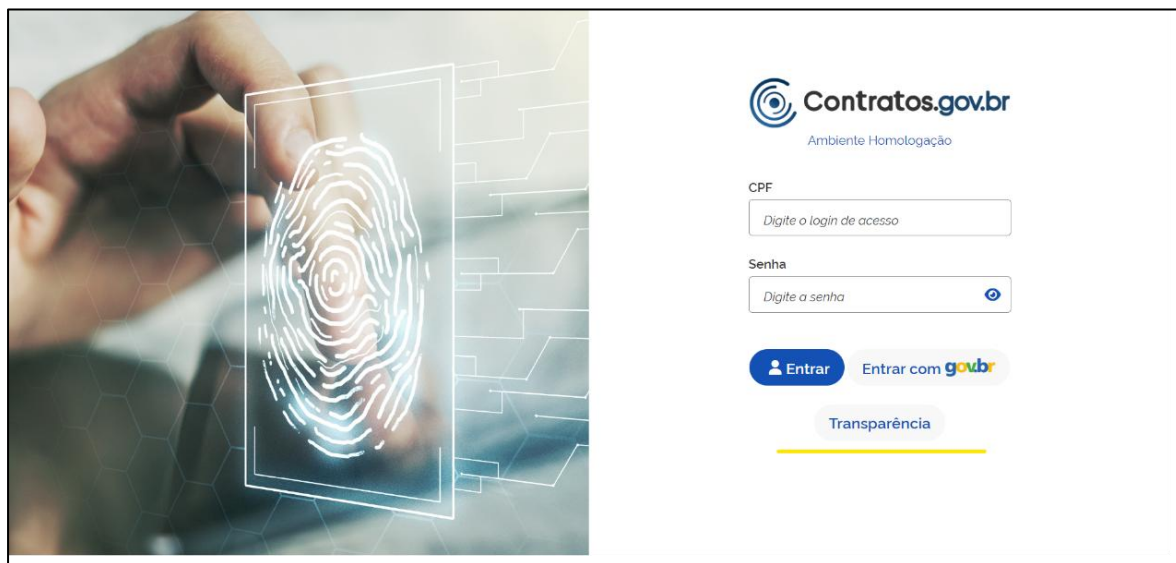 Contratos.gov.br
Ambiente Homologação
CPF
Digite o login de acesso
Senha
Digite a senha
Entrar
Entrar com gov.br
Transparência